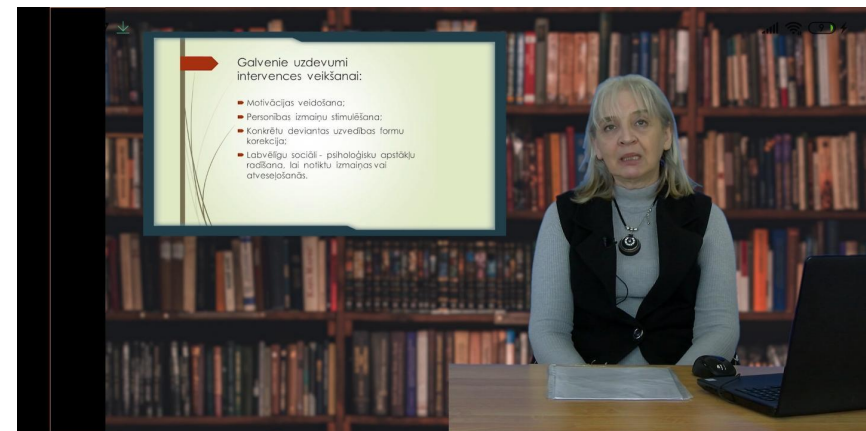 Galvenie uzdevumi
intervences veikšanai:
Motivācijas veidošana;
Personības izmaiņu stimulēšana;
Konkrētu deviantas uzvedības formu
korekcija;
Labvēlīgu sociāli - psiholoģisku apstākļu
radīšana, lai notiktu izmaiņas vai
atveseļošanās.